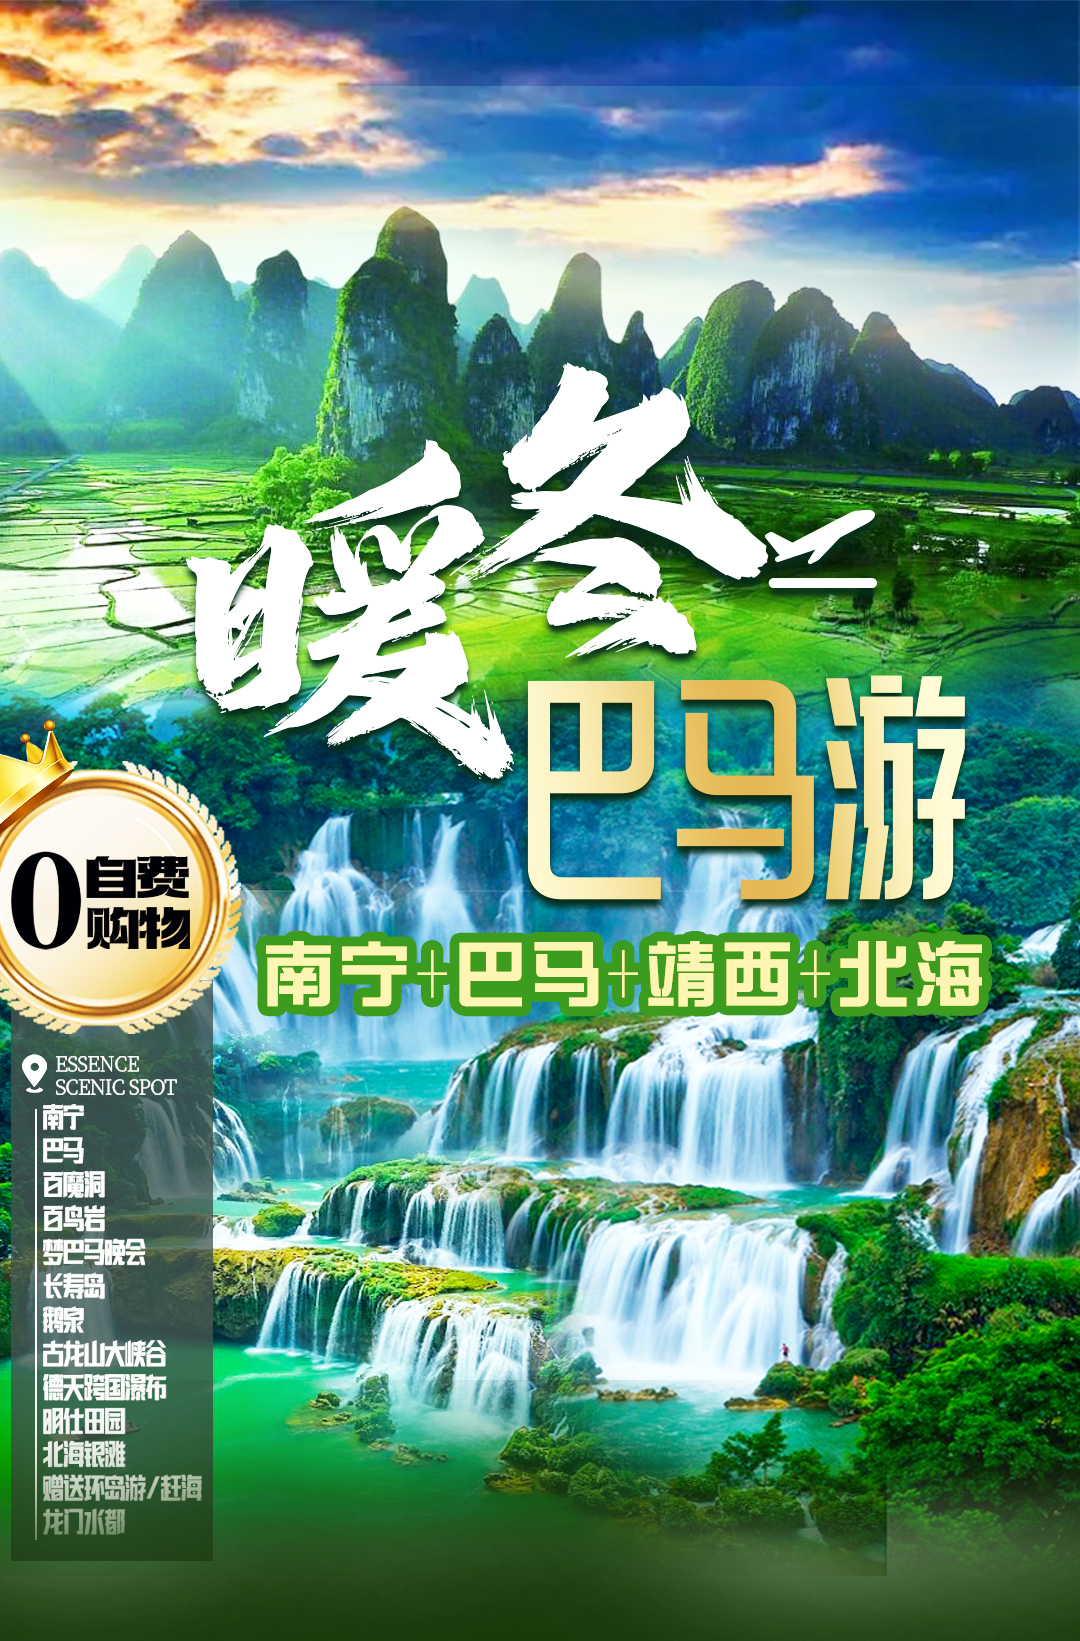 暖冬
巴马游
0自费
购物
南宁+巴马+靖西+北海
ESSENCE
SCENIC SPOT
南宁
巴马
百魔洞
百鸟岩
梦巴马晚会
长寿岛
鹅泉
古龙山大峡谷
德天跨国瀑布
明仕田园
北海银滩
赠送环岛游/赶海
龙门水都